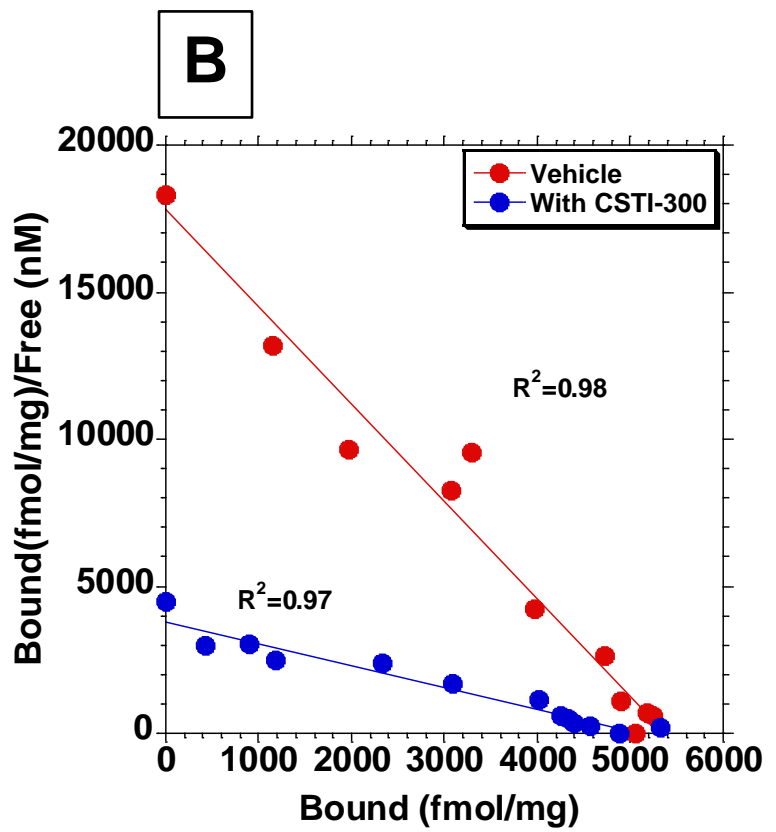 B
20000
15000
10000
5000
0
Vehicle
With CSTI-300
R²=0.98
R²=0.97
0 1000 2000 3000 4000 5000 6000
Bound (fmol/mg)
Bound(fmol/mg)/Free (nM)